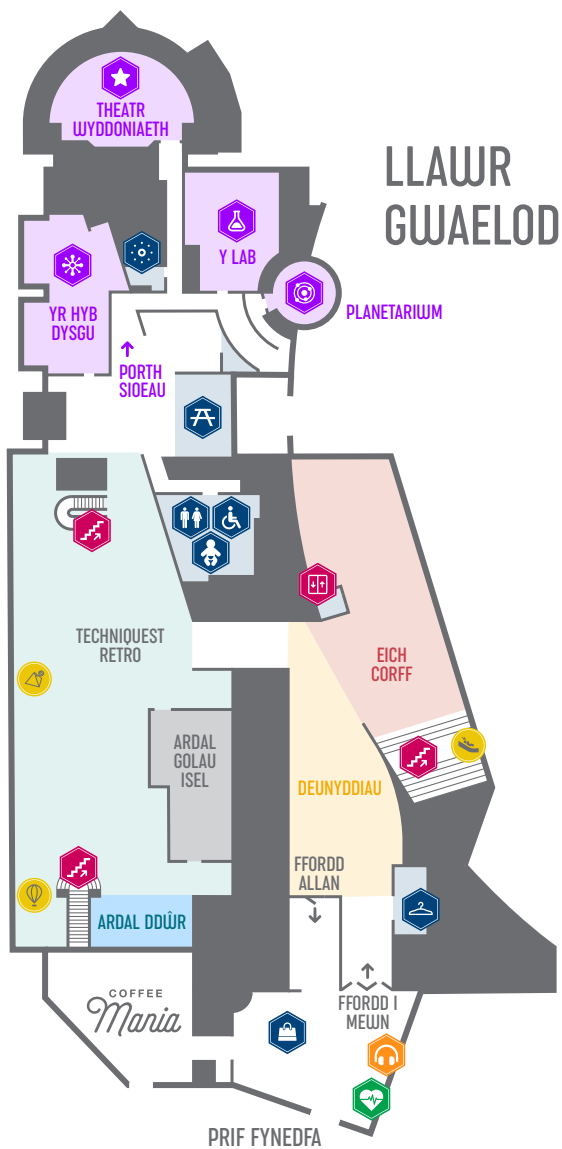 LLAWR
GWAELOD
THEATR
WYDDONIAETH
Y LAB
YR HYB
DYSGU
PLANETARIWM
PORTH
SIOEAU
TECHNIQUEST
RETRO
EICH
CORFF
ARDAL
GOLAU
ISEL
DEUNYDDIAU
FFORDD
ALLAN
ARDAL DDŴR
COFFEE
Mania
FFORDD I
MEWN
PRIF FYNEDFA